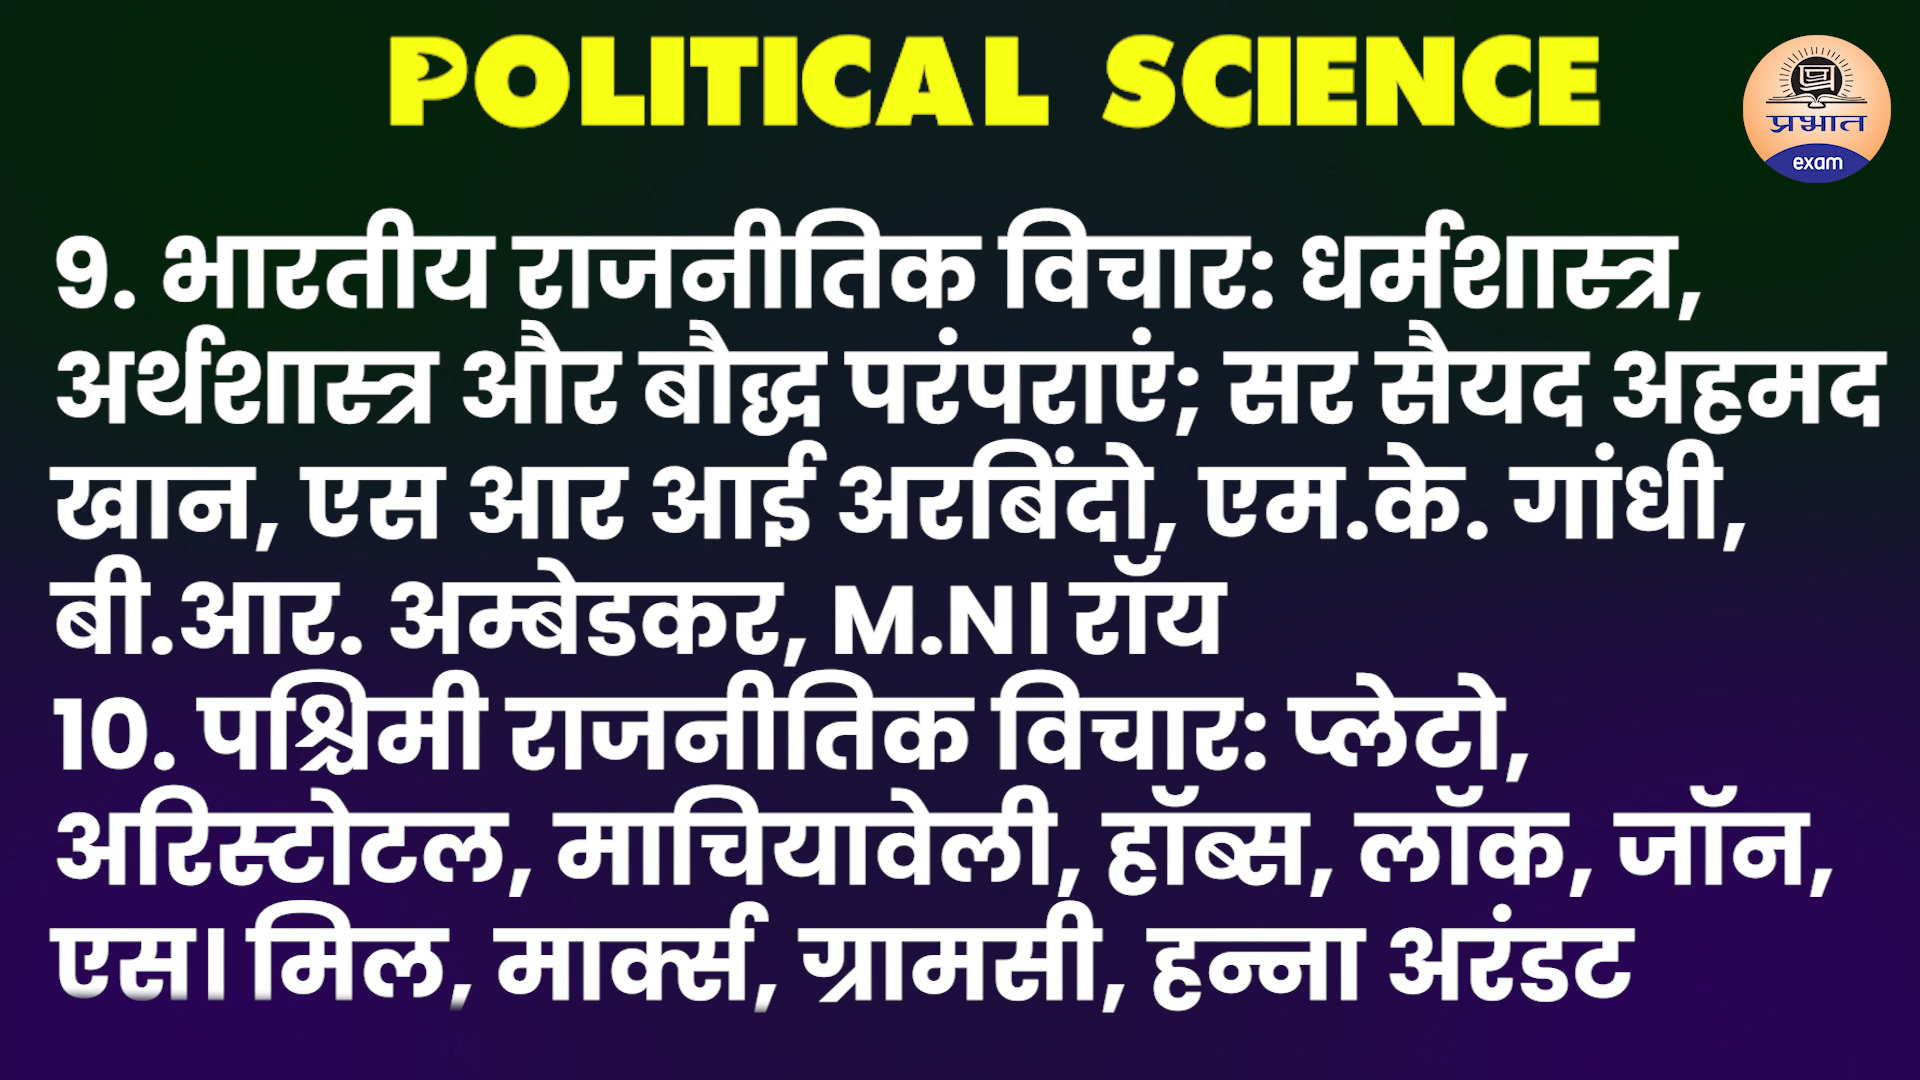 POLITICAL SCIENCE
प्रभात
exam
9. भारतीय राजनीतिक विचार: धर्मशास्त्र,
अर्थशास्त्र और बौद्ध परंपराएं; सर सैयद अहमद
खान, एस आर आई अरबिंदो, एम.के. गांधी,
बी.आर. अम्बेडकर, M.N। रॉय
10. पश्चिमी राजनीतिक विचार: प्लेटो,
अरिस्टोटल, माचियावेली, हॉब्स, लॉक, जॉन,
एस। मिल, मार्क्स, ग्रामसी, हन्ना अरंडट